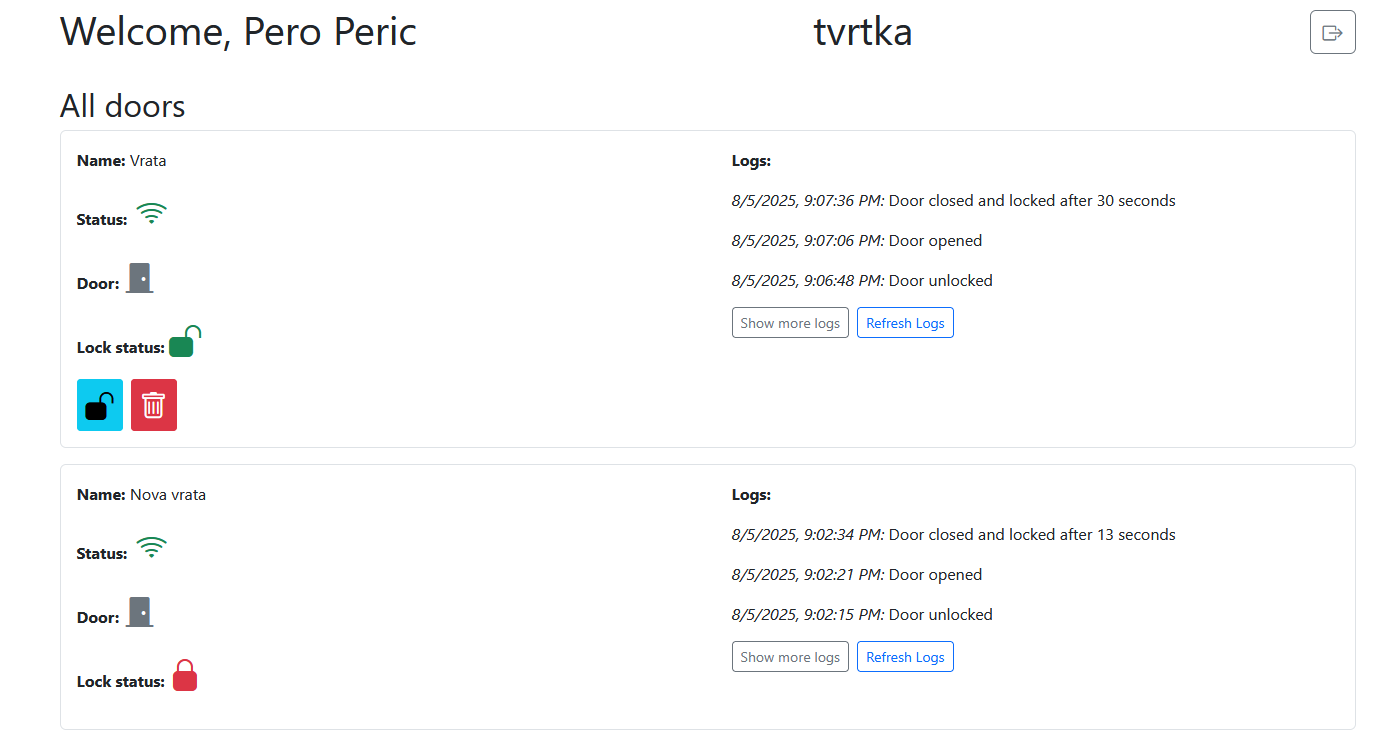 Welcome, Pero Peric
tvrtka
All doors
Name: Vrata
Status:
Door:
Lock status:
Logs:
8/5/2025, 9:07:36 PM: Door closed and locked after 30 seconds
8/5/2025, 9:07:06 PM: Door opened
8/5/2025, 9:06:48 PM: Door unlocked
Show more logs
Refresh Logs
Name: Nova vrata
Status:
Door:
Lock status:
Logs:
8/5/2025, 9:02:34 PM: Door closed and locked after 13 seconds
8/5/2025, 9:02:21 PM: Door opened
8/5/2025, 9:02:15 PM: Door unlocked
Show more logs
Refresh Logs